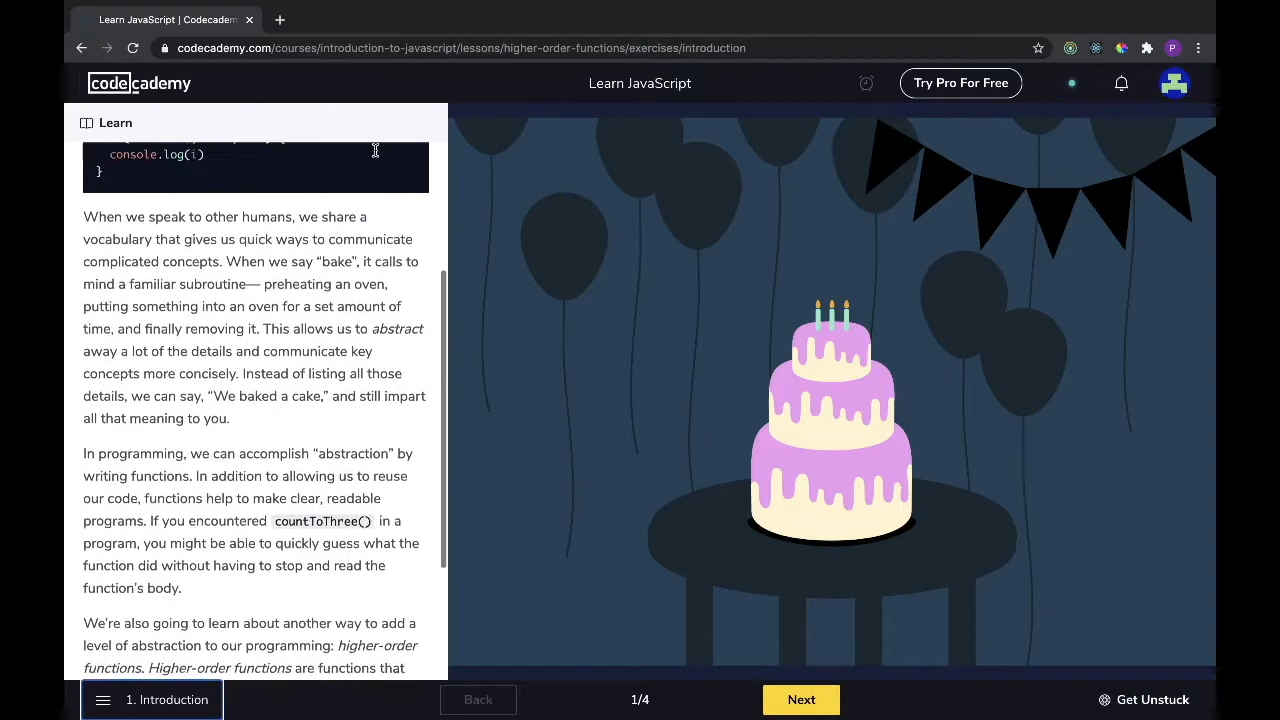 Learn JavaScript | Codecadem
codecademy.com/courses/introduction-to-javascript/lessons/higher-order-functions/exercises/introduction
P
codecademy
Learn JavaScript
Try Pro For Free
Learn
console.log(i)
}
When we speak to other humans, we share a
vocabulary that gives us quick ways to communicate
complicated concepts. When we say “bake”, it calls to
mind a familiar subroutine— preheating an oven,
putting something into an oven for a set amount of
time, and finally removing it. This allows us to abstract
away a lot of the details and communicate key
concepts more concisely. Instead of listing all those
details, we can say, “We baked a cake,” and still impart
all that meaning to you.
In programming, we can accomplish “abstraction” by
writing functions. In addition to allowing us to reuse
our code, functions help to make clear, readable
programs. If you encountered countToThree() in a
program, you might be able to quickly guess what the
function did without having to stop and read the
function’s body.
We’re also going to learn about another way to add a
level of abstraction to our programming: higher-order
functions. Higher-order functions are functions that
1. Introduction
Back
1/4
Next
Get Unstuck